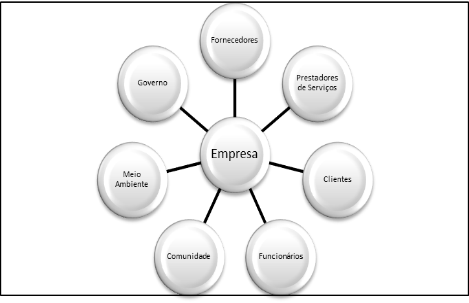 Fornecedores
Prestadores
de Serviços
Governo
Empresa
Meio
Ambiente
Clientes
Comunidade
Funcionários